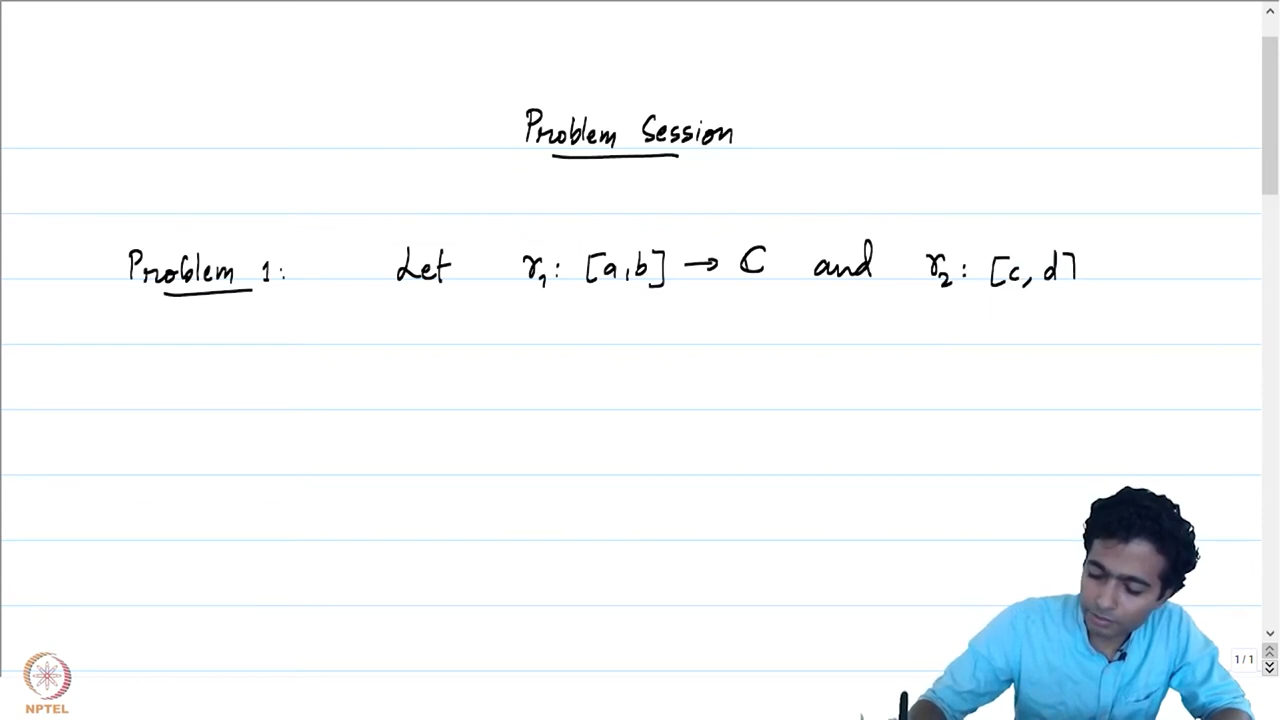 Problem Session
Problem 1: Let γ₁: [a,b] → ℂ and γ₂: [c, d]
1/1
NPTEL